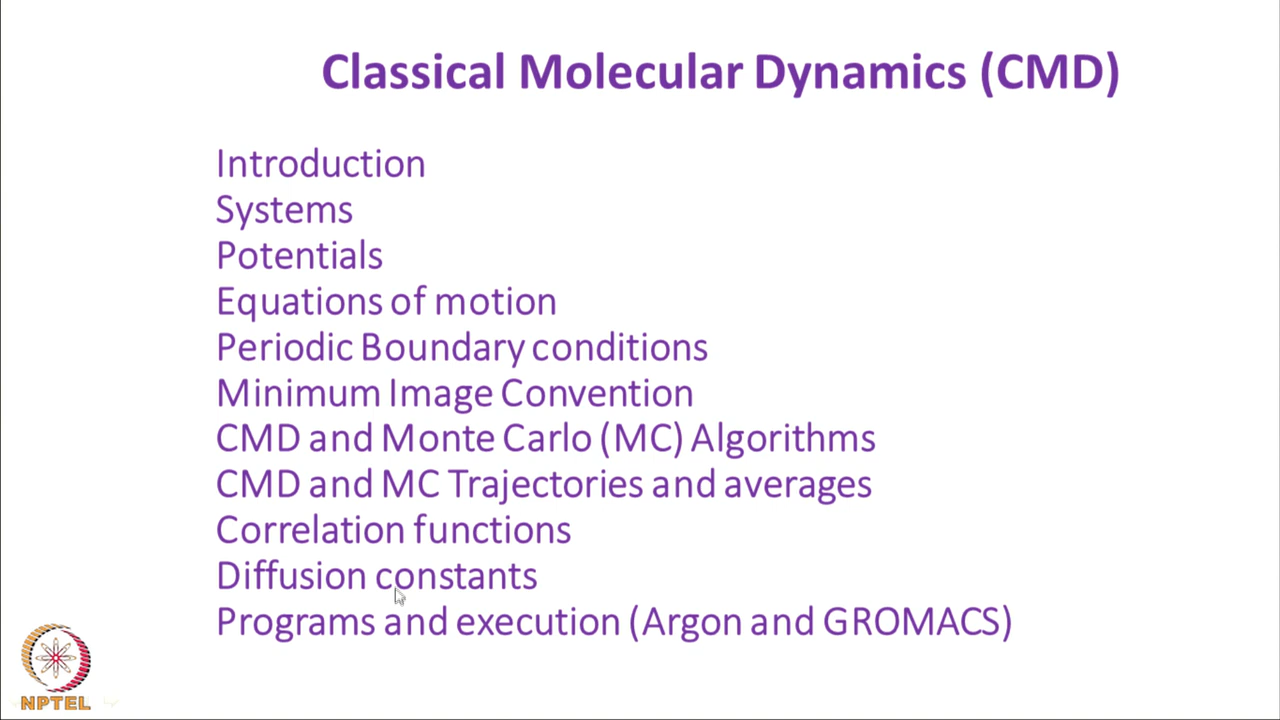 Classical Molecular Dynamics (CMD)
Introduction
Systems
Potentials
Equations of motion
Periodic Boundary conditions
Minimum Image Convention
CMD and Monte Carlo (MC) Algorithms
CMD and MC Trajectories and averages
Correlation functions
Diffusion constants
Programs and execution (Argon and GROMACS)
NPTEL